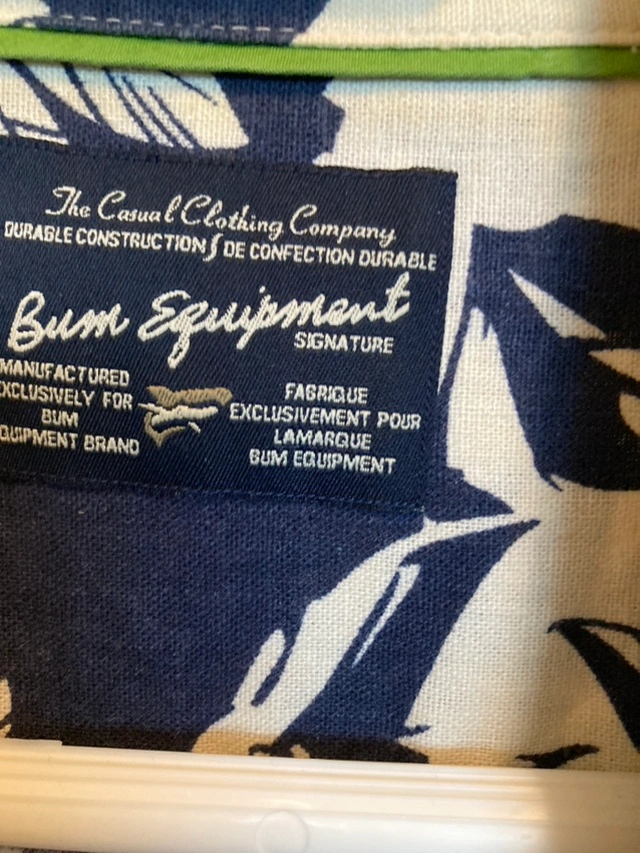 The Casual Clothing Company
DURABLE CONSTRUCTION DE CONFECTION DURABLE
Bum Equipment
SIGNATURE
MANUFACTURED
EXCLUSIVELY FOR
BUM
EQUIPMENT BRAND
FABRIQUE
EXCLUSIVEMENT POUR
LAMARQUE
BUM EQUIPMENT